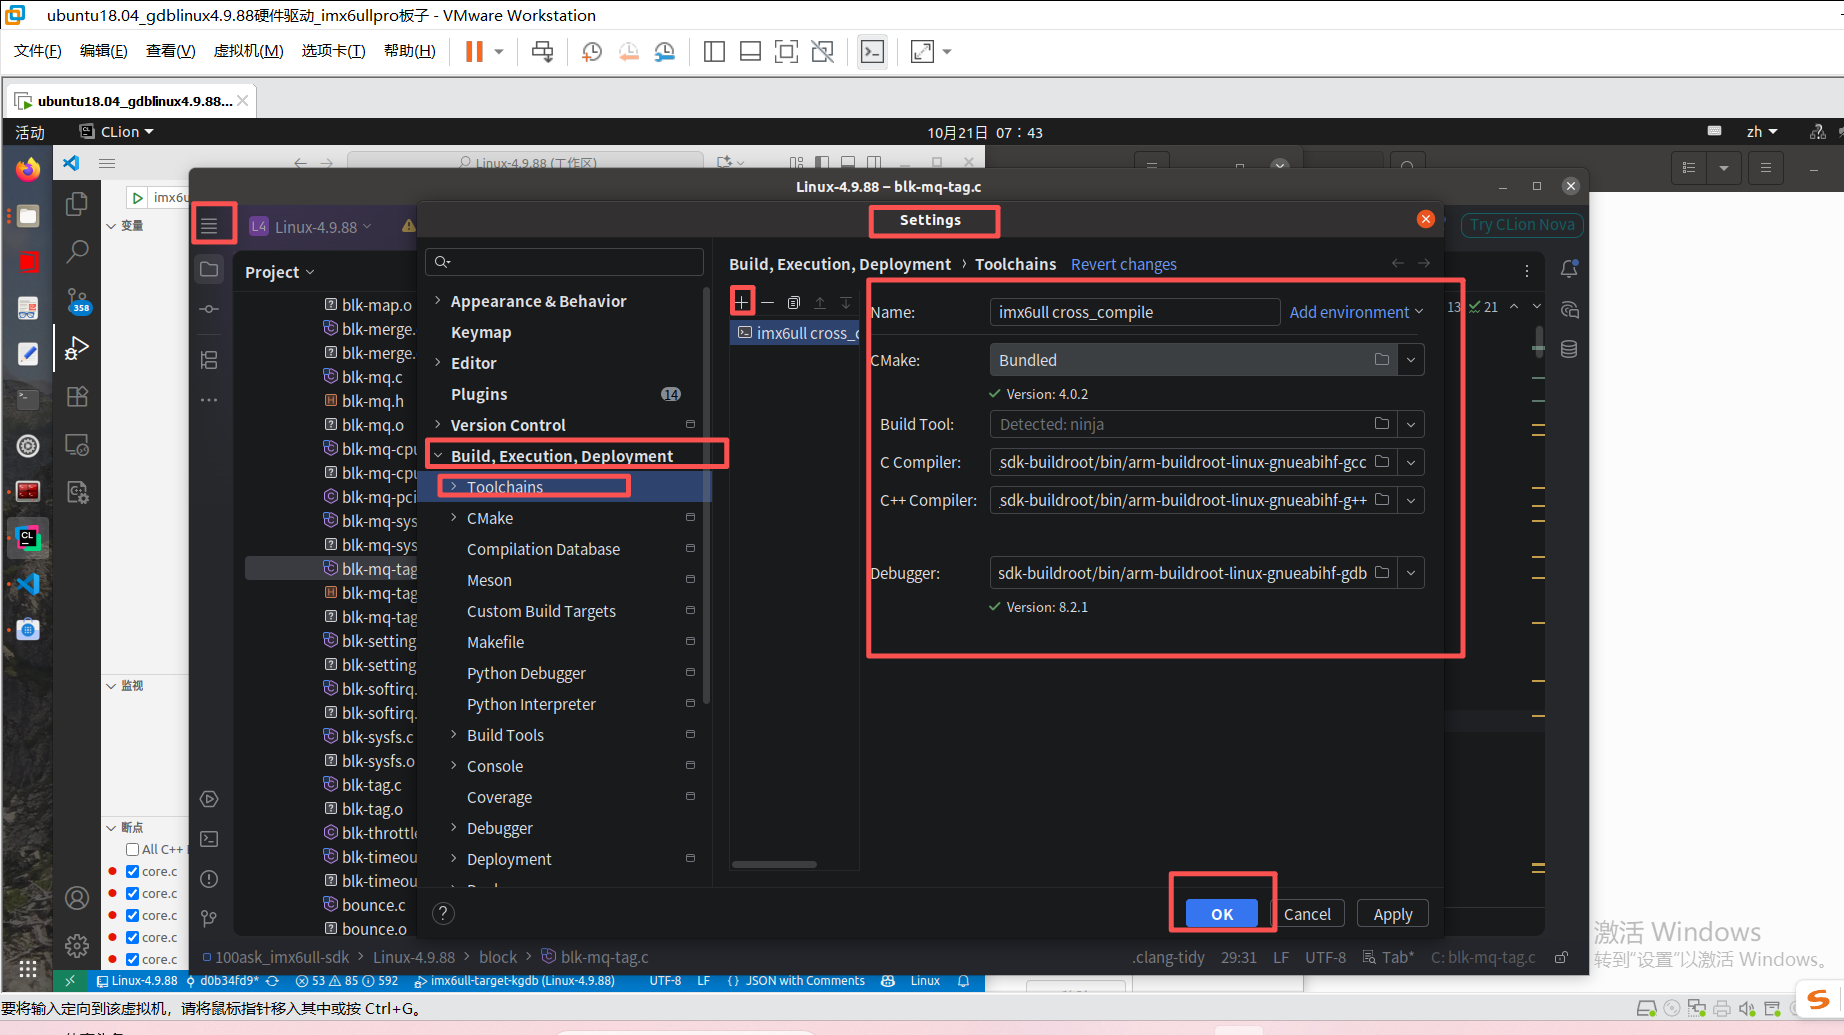 ubuntu18.04_gdblinux4.9.88硬件驱动_imx6ullpro板子 - VMware Workstation
文件(F) 编辑(E) 查看(V) 虚拟机(M) 选项卡(T) 帮助(H)
ubuntu18.04_gdblinux4.9.88...
活动 CLion 10月21日 07：43 zh
Linux-4.9.88 (工作区)
Linux-4.9.88 – blk-mq-tag.c
L4 Linux-4.9.88 Settings Try CLion Nova
变量
Project
Build, Execution, Deployment › Toolchains Revert changes
Appearance & Behavior
Keymap
Editor
Plugins 14
Version Control
Build, Execution, Deployment
Toolchains
CMake
Compilation Database
Meson
Custom Build Targets
Makefile
Python Debugger
Python Interpreter
Build Tools
Console
Coverage
Debugger
Deployment
imx6ull cross_c
Name: imx6ull cross_compile Add environment
CMake: Bundled
Version: 4.0.2
Build Tool: Detected: ninja
C Compiler: _sdk-buildroot/bin/arm-buildroot-linux-gnueabihf-gcc
C++ Compiler: _sdk-buildroot/bin/arm-buildroot-linux-gnueabihf-g++
Debugger: sdk-buildroot/bin/arm-buildroot-linux-gnueabihf-gdb
Version: 8.2.1
13 21
358
blk-map.o
blk-merge.
blk-merge.
blk-mq.c
blk-mq.h
blk-mq.o
blk-mq-cpu
blk-mq-cpu
blk-mq-pci
blk-mq-sys
blk-mq-sys
blk-mq-tag
blk-mq-tag
blk-mq-tag
blk-setting
blk-setting
blk-softirq.
blk-softirq.
blk-sysfs.c
blk-sysfs.o
blk-tag.c
blk-tag.o
blk-throttle
blk-timeou
blk-timeou
bounce.c
bounce.o
监视
断点
All C++
core.c
core.c
core.c
core.c
core.c
? OK Cancel Apply
100ask_imx6ull-sdk › Linux-4.9.88 › block › blk-mq-tag.c .clang-tidy 29:31 LF UTF-8 Tab* C: blk-mq-tag.c
Linux-4.9.88 d0b34fd9* 53 85 592 imx6ull-target-kgdb (Linux-4.9.88) UTF-8 LF {} JSON with Comments Linux
激活 Windows
转到“设置”以激活 Windows。
要将输入定向到该虚拟机，请将鼠标指针移入其中或按 Ctrl+G。